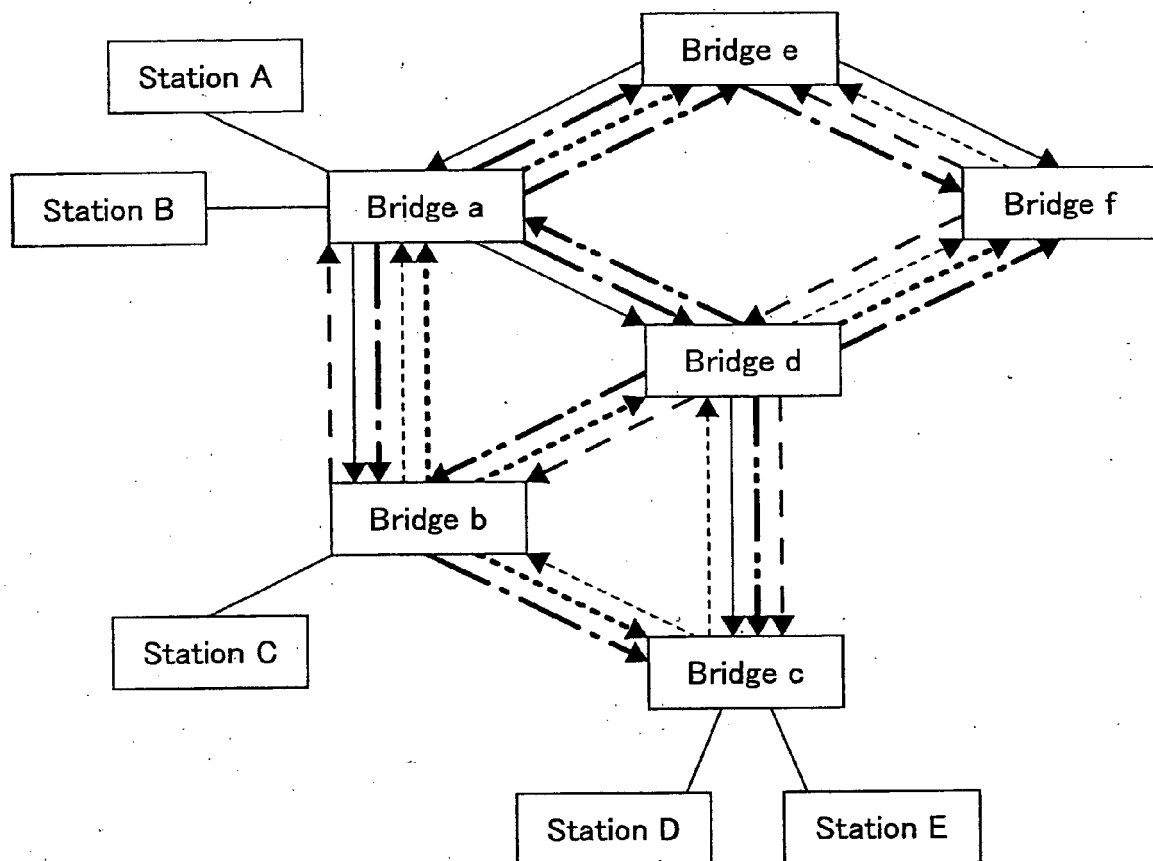 Bridge e
Station A
Station B
Bridge a
Bridge f
Bridge d
Bridge b
Station C
Bridge c
Station D
Station E